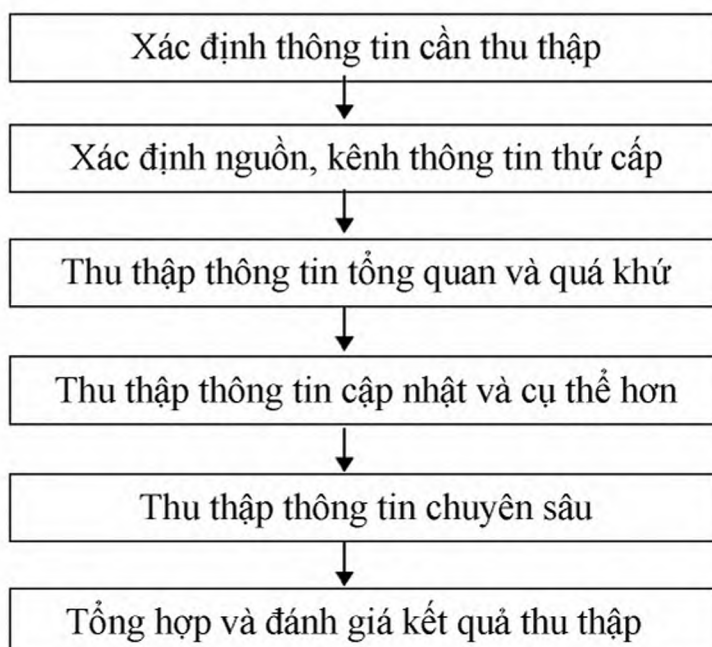 Xác định thông tin cần thu thập
Xác định nguồn, kênh thông tin thứ cấp
Thu thập thông tin tổng quan và quá khứ
Thu thập thông tin cập nhật và cụ thể hơn
Thu thập thông tin chuyên sâu
Tổng hợp và đánh giá kết quả thu thập